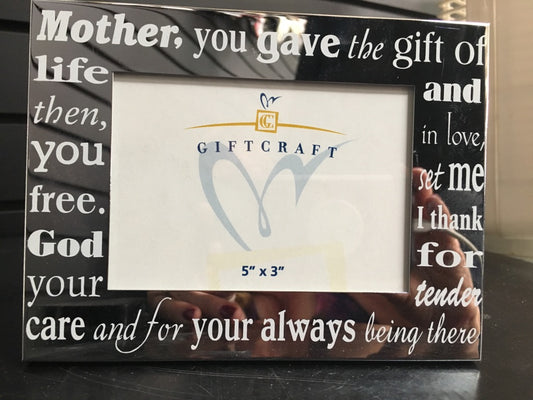 Mother, you gave the gift of
life and
then, in love,
you set me
free. I thank
God for
your tender
care and for your always being there
GIFTCRAFT
5" x 3"